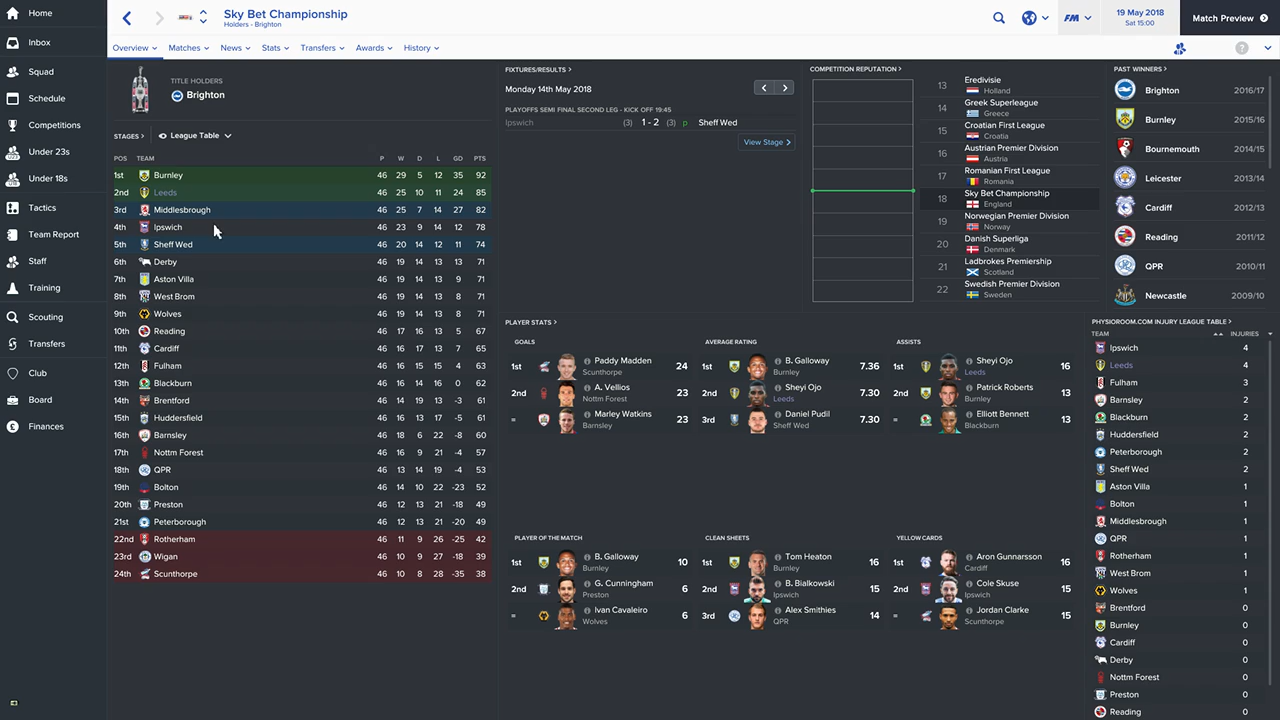 Home
Inbox
Squad
Schedule
Competitions
Under 23s
Under 18s
Tactics
Team Report
Staff
Training
Scouting
Transfers
Club
Board
Finances
Sky Bet Championship
Holders - Brighton
FM
19 May 2018
Sat 15:00
Match Preview
Overview Matches News Stats Transfers Awards History
?
TITLE HOLDERS
Brighton
STAGES > League Table
POS TEAM P W D L GD PTS
1st Burnley 46 29 5 12 35 92
2nd Leeds 46 25 10 11 24 85
3rd Middlesbrough 46 25 7 14 27 82
4th Ipswich 46 23 9 14 12 78
5th Sheff Wed 46 20 14 12 11 74
6th Derby 46 19 14 13 13 71
7th Aston Villa 46 19 14 13 9 71
8th West Brom 46 19 14 13 8 71
9th Wolves 46 19 14 13 8 71
10th Reading 46 17 16 13 5 67
11th Cardiff 46 16 17 13 7 65
12th Fulham 46 16 15 15 4 63
13th Blackburn 46 16 14 16 0 62
14th Brentford 46 14 19 13 -3 61
15th Huddersfield 46 16 13 17 -5 61
16th Barnsley 46 18 6 22 -8 60
17th Nottm Forest 46 16 9 21 -4 57
18th QPR 46 13 14 19 -4 53
19th Bolton 46 14 10 22 -23 52
20th Preston 46 12 13 21 -18 49
21st Peterborough 46 12 13 21 -20 49
22nd Rotherham 46 11 9 26 -25 42
23rd Wigan 46 10 9 27 -18 39
24th Scunthorpe 46 10 8 28 -35 38
FIXTURES/RESULTS >
Monday 14th May 2018
PLAYOFFS SEMI FINAL SECOND LEG - KICK OFF 19:45
Ipswich (3) 1 - 2 (3) p Sheff Wed
View Stage >
COMPETITION REPUTATION >
13 Eredivisie
Holland
14 Greek Superleague
Greece
15 Croatian First League
Croatia
16 Austrian Premier Division
Austria
17 Romanian First League
Romania
18 Sky Bet Championship
England
19 Norwegian Premier Division
Norway
20 Danish Superliga
Denmark
21 Ladbrokes Premiership
Scotland
22 Swedish Premier Division
Sweden
PAST WINNERS >
Brighton 2016/17
Burnley 2015/16
Bournemouth 2014/15
Leicester 2013/14
Cardiff 2012/13
Reading 2011/12
QPR 2010/11
Newcastle 2009/10
PLAYER STATS >
GOALS
1st Paddy Madden 24
Scunthorpe
2nd A. Vellios 23
Nottm Forest
= Marley Watkins 23
Barnsley
AVERAGE RATING
1st B. Galloway 7.36
Burnley
2nd Sheyi Ojo 7.30
Leeds
3rd Daniel Pudil 7.30
Sheff Wed
ASSISTS
1st Sheyi Ojo 16
Leeds
2nd Patrick Roberts 13
Burnley
= Elliott Bennett 13
Blackburn
PLAYER OF THE MATCH
1st B. Galloway 10
Burnley
2nd G. Cunningham 6
Preston
= Ivan Cavaleiro 6
Wolves
CLEAN SHEETS
1st Tom Heaton 16
Burnley
2nd B. Bialkowski 15
Ipswich
3rd Alex Smithies 14
QPR
YELLOW CARDS
1st Aron Gunnarsson 16
Cardiff
2nd Cole Skuse 15
Ipswich
= Jordan Clarke 15
Scunthorpe
PHYSIOROOM.COM INJURY LEAGUE TABLE >
TEAM INJURIES
Ipswich 4
Leeds 4
Fulham 3
Barnsley 2
Blackburn 2
Huddersfield 2
Peterborough 2
Sheff Wed 2
Aston Villa 1
Bolton 1
Middlesbrough 1
QPR 1
Rotherham 1
West Brom 1
Wolves 1
Brentford 0
Burnley 0
Cardiff 0
Derby 0
Nottm Forest 0
Preston 0
Reading 0